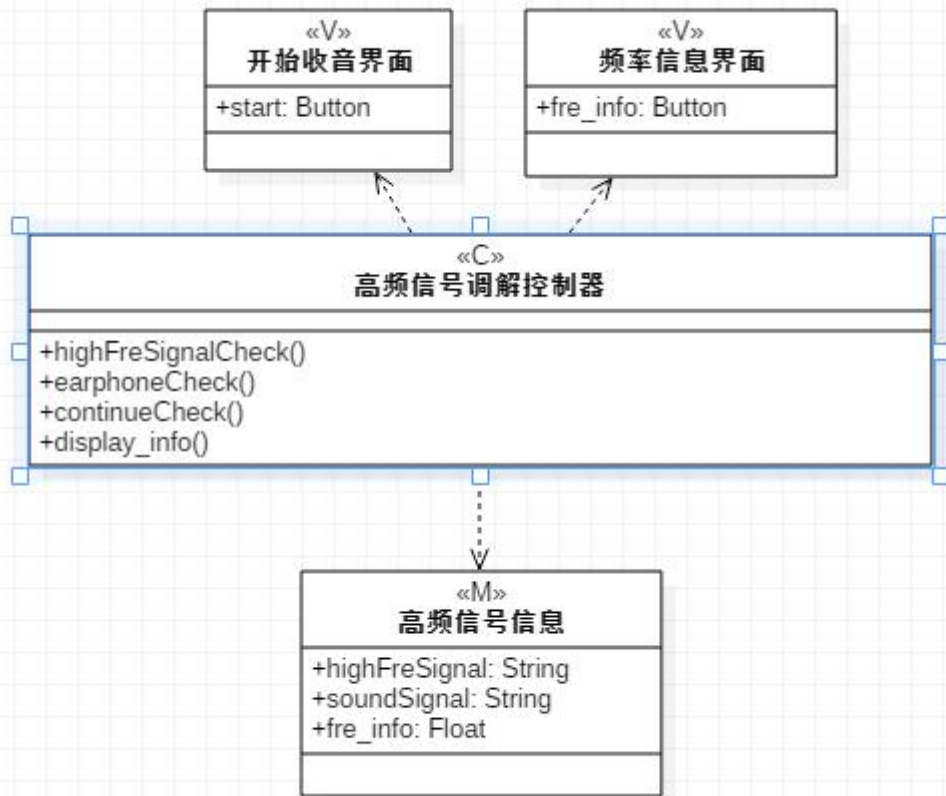 «V»
开始收音界面
+start: Button
«V»
频率信息界面
+fre_info: Button
«C»
高频信号调解控制器
+highFreSignalCheck()
+earphoneCheck()
+continueCheck()
+display_info()
«M»
高频信号信息
+highFreSignal: String
+soundSignal: String
+fre_info: Float